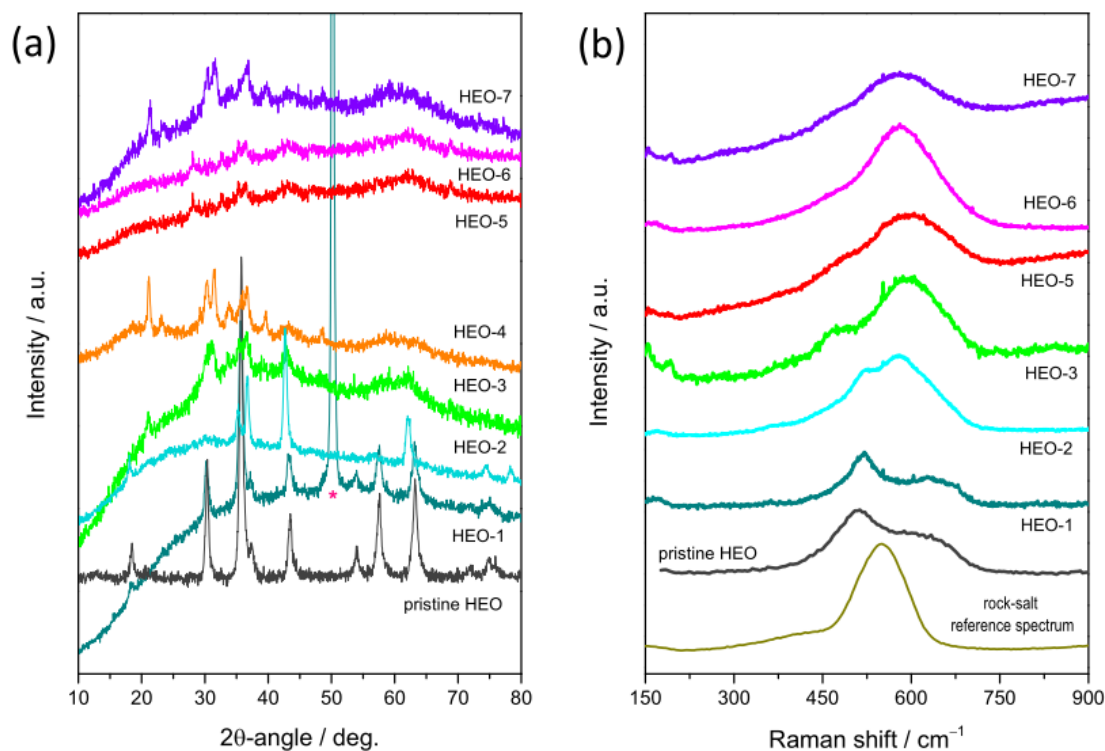 (a)
Intensity / a.u.
HEO-7
HEO-6
HEO-5
HEO-4
HEO-3
HEO-2
*
HEO-1
pristine HEO
10 20 30 40 50 60 70 80
2θ-angle / deg.
(b)
Intensity / a.u.
HEO-7
HEO-6
HEO-5
HEO-3
HEO-2
HEO-1
pristine HEO
rock-salt
reference spectrum
150 300 450 600 750 900
Raman shift / cm⁻¹